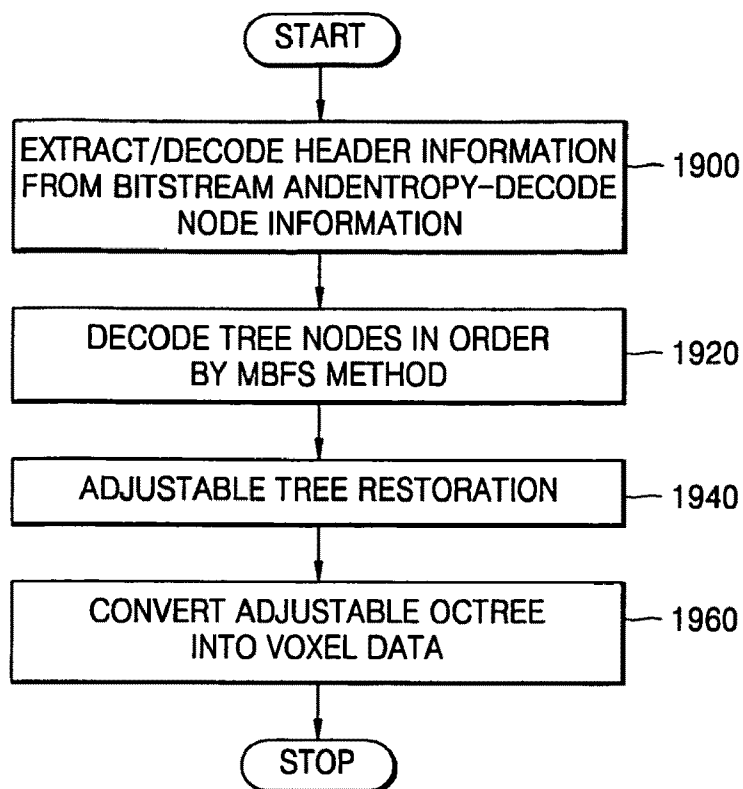 START
EXTRACT/DECODE HEADER INFORMATION
FROM BITSTREAM ANDENTROPY-DECODE
NODE INFORMATION
1900
DECODE TREE NODES IN ORDER
BY MBFS METHOD
1920
ADJUSTABLE TREE RESTORATION
1940
CONVERT ADJUSTABLE OCTREE
INTO VOXEL DATA
1960
STOP